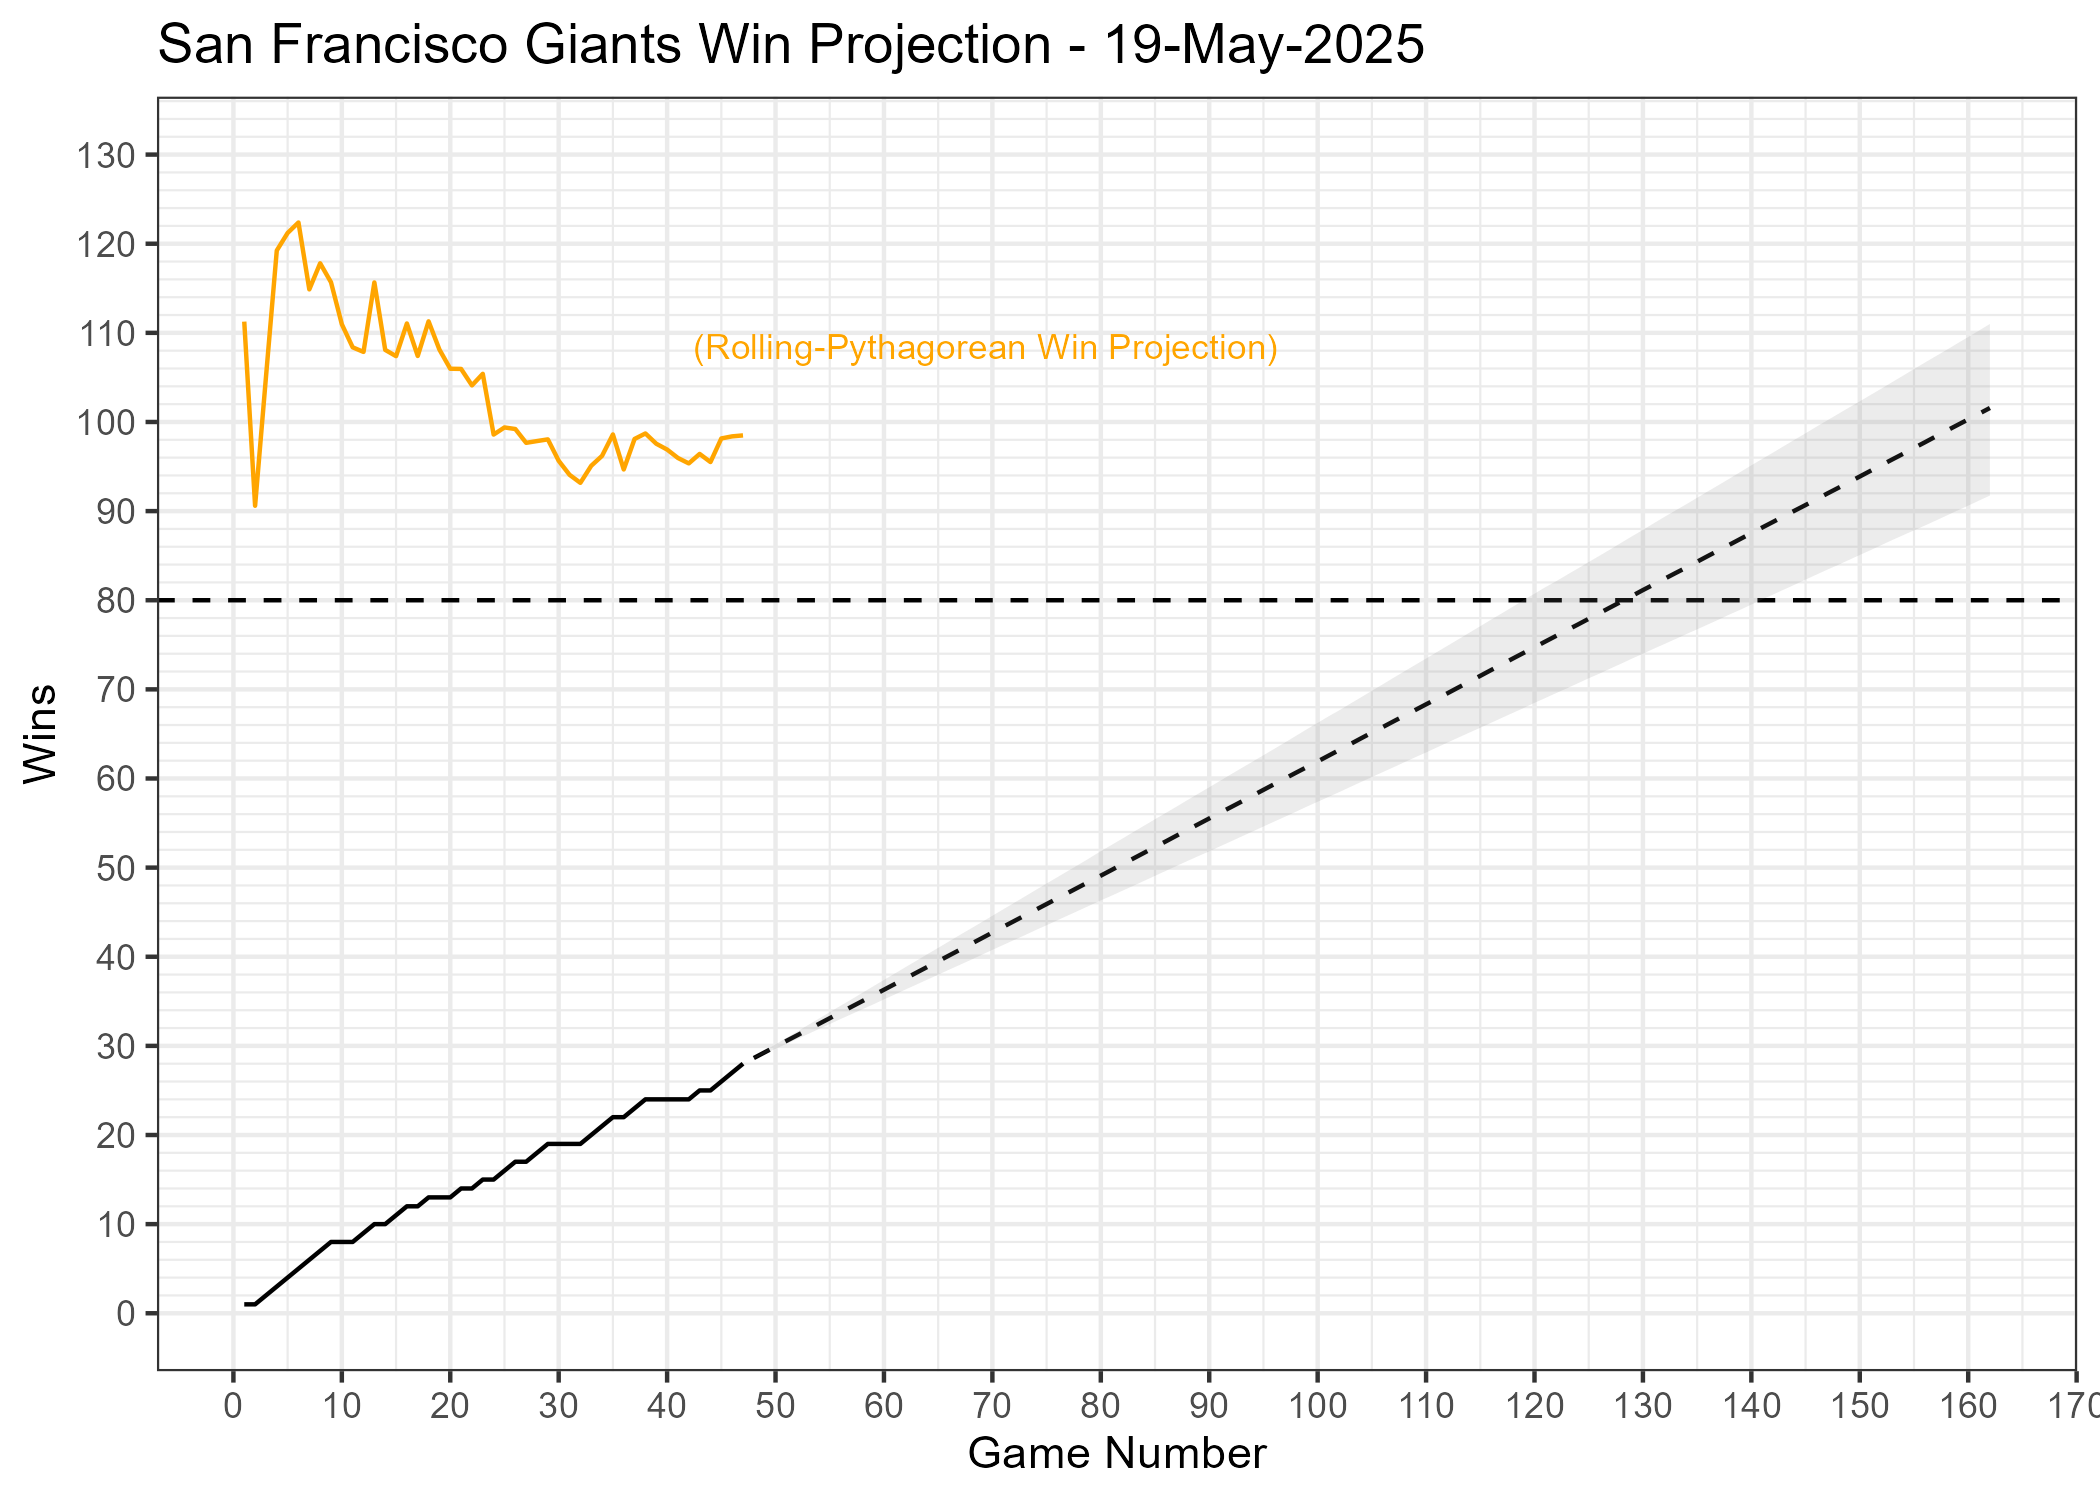 San Francisco Giants Win Projection - 19-May-2025
130
120
110
100
90
80
70
60
50
40
30
20
10
0
Wins
(Rolling-Pythagorean Win Projection)
0 10 20 30 40 50 60 70 80 90 100 110 120 130 140 150 160 170
Game Number